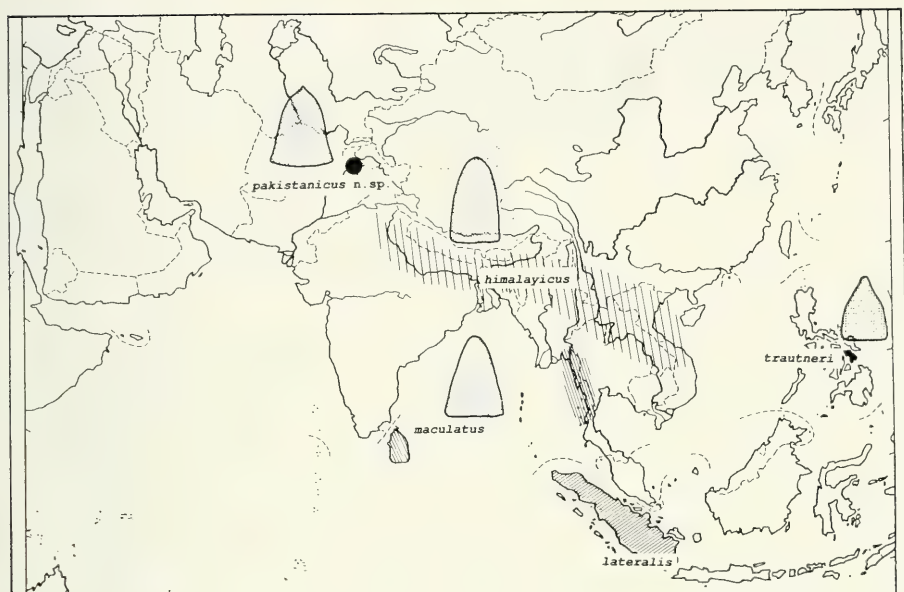 pakistanicus n.sp.
himalayicus
trautneri
maculatus
lateralis